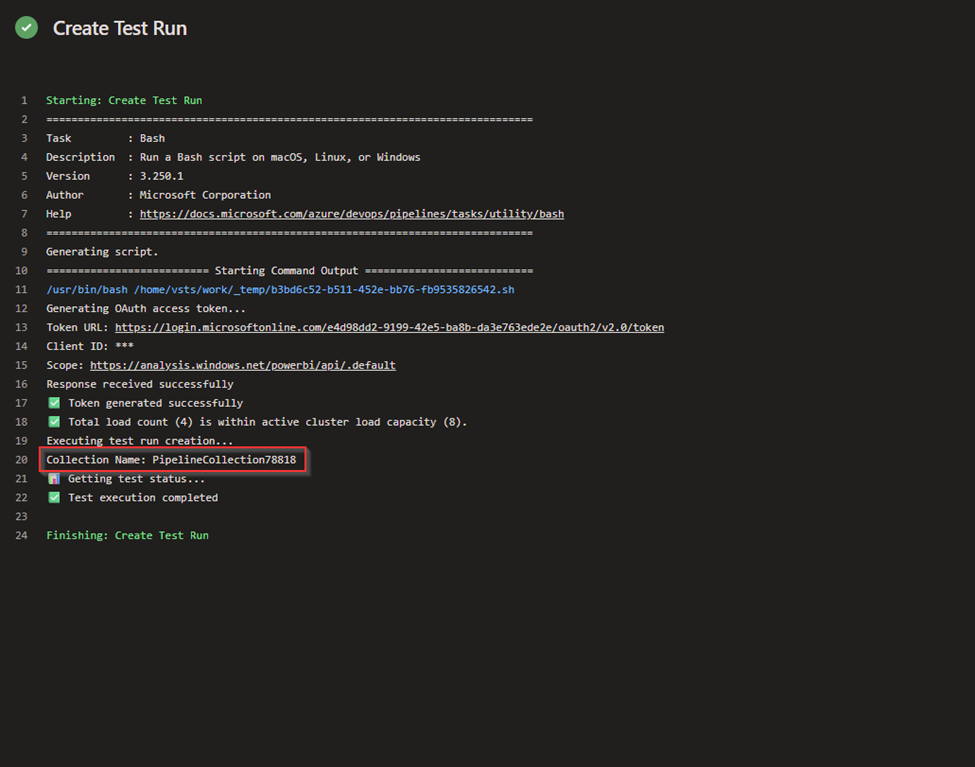 Create Test Run
1 Starting: Create Test Run
2 ==============================================================================
3 Task         : Bash
4 Description  : Run a Bash script on macOS, Linux, or Windows
5 Version      : 3.250.1
6 Author       : Microsoft Corporation
7 Help         : https://docs.microsoft.com/azure/devops/pipelines/tasks/utility/bash
8 ==============================================================================
9 Generating script.
10 ========================== Starting Command Output ===========================
11 /usr/bin/bash /home/vsts/work/_temp/b3bd6c52-b511-452e-bb76-fb9535826542.sh
12 Generating OAuth access token...
13 Token URL: https://login.microsoftonline.com/e4d98dd2-9199-42e5-ba8b-da3e763ede2e/oauth2/v2.0/token
14 Client ID: ***
15 Scope: https://analysis.windows.net/powerbi/api/.default
16 Response received successfully
17 ✅ Token generated successfully
18 ✅ Total load count (4) is within active cluster load capacity (8).
19 Executing test run creation...
20 Collection Name: PipelineCollection78818
21 📊 Getting test status...
22 ✅ Test execution completed
23
24 Finishing: Create Test Run